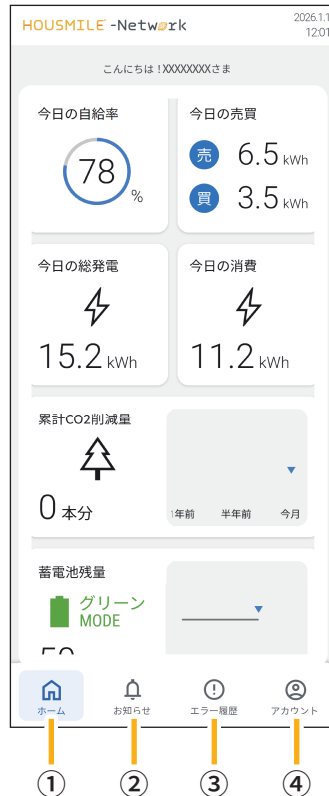 HOUSMILE-Network
2026.1.1
12:01
こんにちは!XXXXXXXXさま
今日の自給率
78
%
今日の売買
売 6.5 kWh
買 3.5 kWh
今日の総発電
15.2 kWh
今日の消費
11.2 kWh
累計CO2削減量
0 本分
1年前 半年前 今月
蓄電池残量
グリーン
MODE
ホーム お知らせ エラー履歴 アカウント
① ② ③ ④